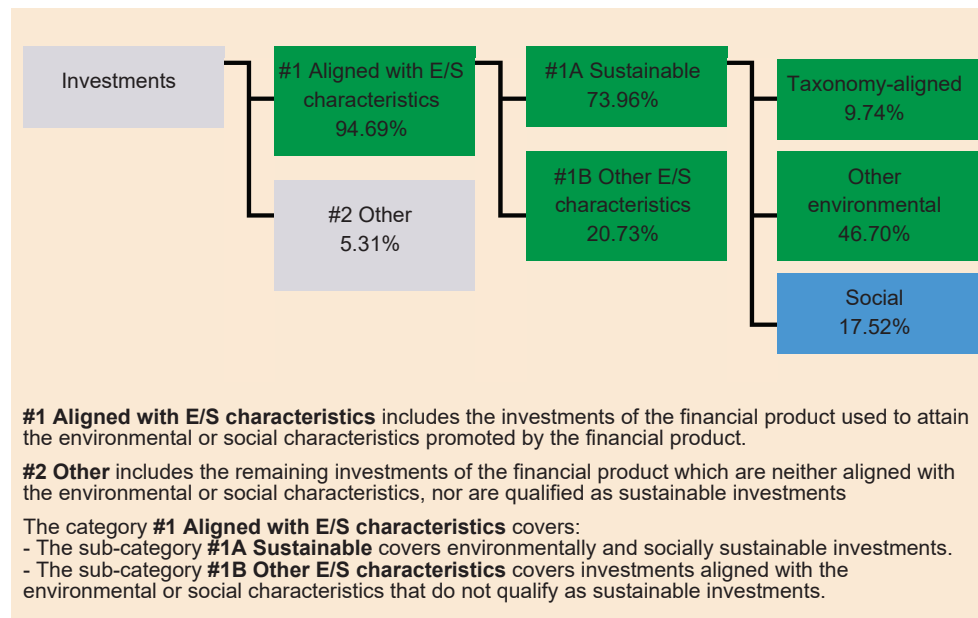 Investments
#1 Aligned with E/S
characteristics
94.69%
#2 Other
5.31%
#1A Sustainable
73.96%
#1B Other E/S
characteristics
20.73%
Taxonomy-aligned
9.74%
Other
environmental
46.70%
Social
17.52%
#1 Aligned with E/S characteristics includes the investments of the financial product used to attain
the environmental or social characteristics promoted by the financial product.
#2 Other includes the remaining investments of the financial product which are neither aligned with
the environmental or social characteristics, nor are qualified as sustainable investments
The category #1 Aligned with E/S characteristics covers:
- The sub-category #1A Sustainable covers environmentally and socially sustainable investments.
- The sub-category #1B Other E/S characteristics covers investments aligned with the
environmental or social characteristics that do not qualify as sustainable investments.